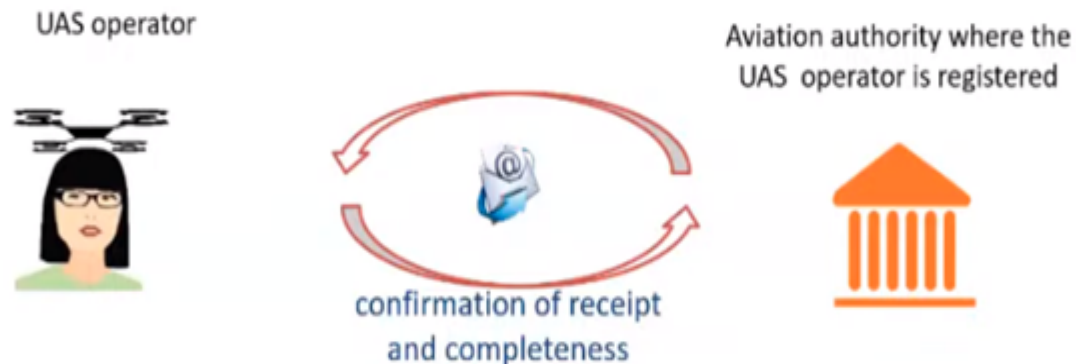 UAS operator
Aviation authority where the
UAS operator is registered
@
confirmation of receipt
and completeness